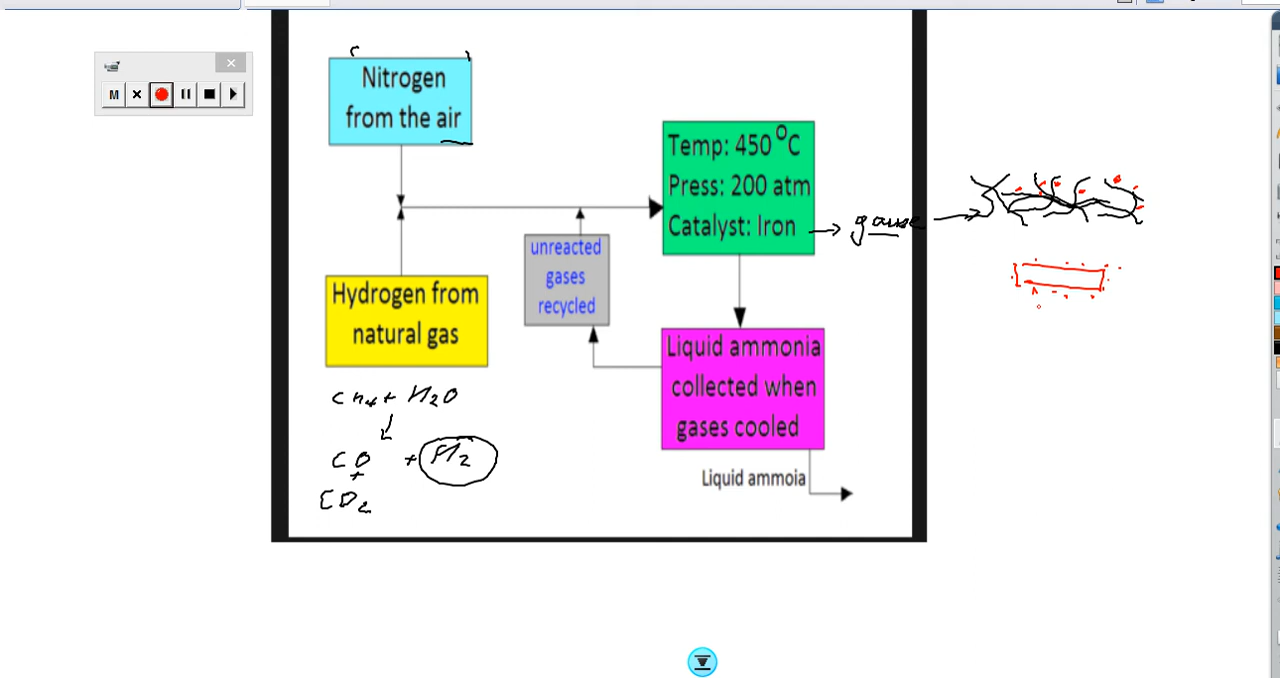 M
Nitrogen
from the air
Temp: 450 °C
Press: 200 atm
Catalyst: Iron
→ gause →
unreacted
gases
recycled
Hydrogen from
natural gas
Liquid ammonia
collected when
gases cooled
Liquid ammoia
CH4 + H2O
↓
CO + H2
+
CO2